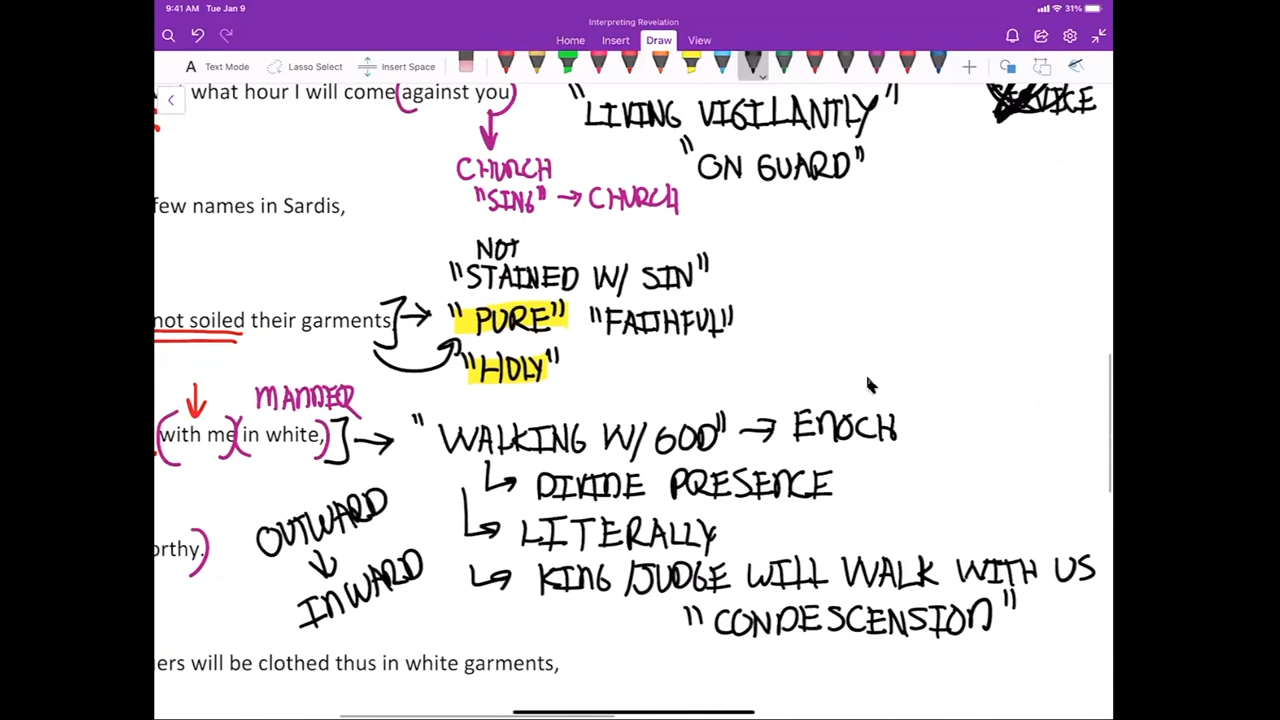 9:41 AM Tue Jan 9
31%
Interpreting Revelation
Home Insert Draw View
Text Mode Lasso Select Insert Space
what hour I will come (against you)
"LIVING VIGILANTLY"
"ON GUARD"
CHURCH
"SING" → CHURCH
few names in Sardis,
NOT
"STAINED W/ SIN"
not soiled their garments] →
"PURE" "FAITHFUL"
"HOLY"
MANNER
(with me)(in white,)] →
"WALKING W/ GOD" → ENOCH
DIVINE PRESENCE
OUTWARD
LITERALLY
orthy.)
INWARD
KING/JUDGE WILL WALK WITH US
"CONDESCENSION"
ers will be clothed thus in white garments,